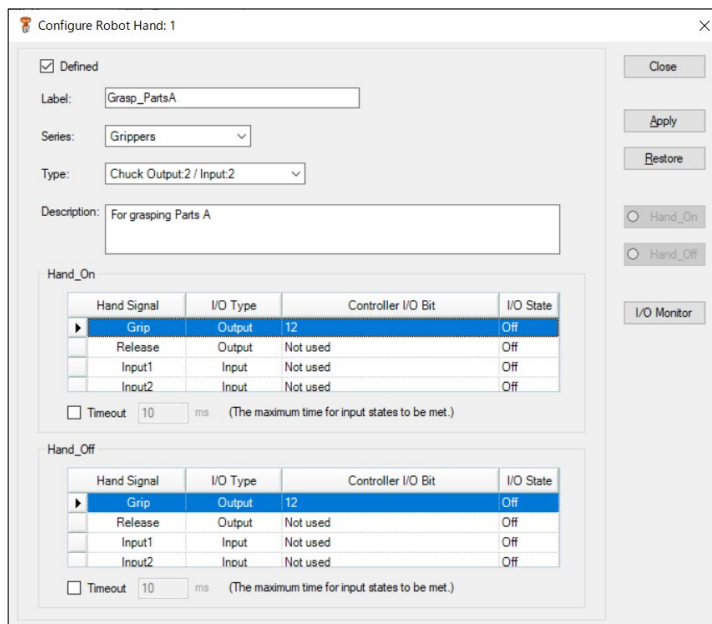 Configure Robot Hand: 1
Defined
Close
Label: Grasp_PartsA
Apply
Series: Grippers
Restore
Type: Chuck Output:2 / Input:2
Description: For grasping Parts A
Hand_On
Hand_Off
Hand_On
Hand Signal I/O Type Controller I/O Bit I/O State
I/O Monitor
Grip Output 12 Off
Release Output Not used Off
Input1 Input Not used Off
Input2 Input Not used Off
Timeout 10 ms (The maximum time for input states to be met.)
Hand_Off
Hand Signal I/O Type Controller I/O Bit I/O State
Grip Output 12 Off
Release Output Not used Off
Input1 Input Not used Off
Input2 Input Not used Off
Timeout 10 ms (The maximum time for input states to be met.)